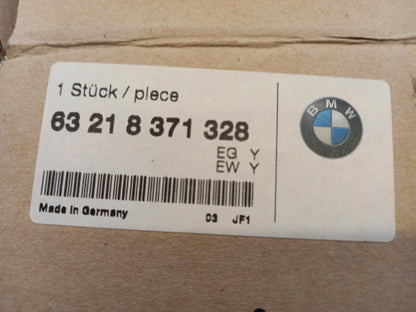 1 Stück / piece
BMW
63 21 8 371 328
EG Y
EW Y
Made in Germany 03 JF1